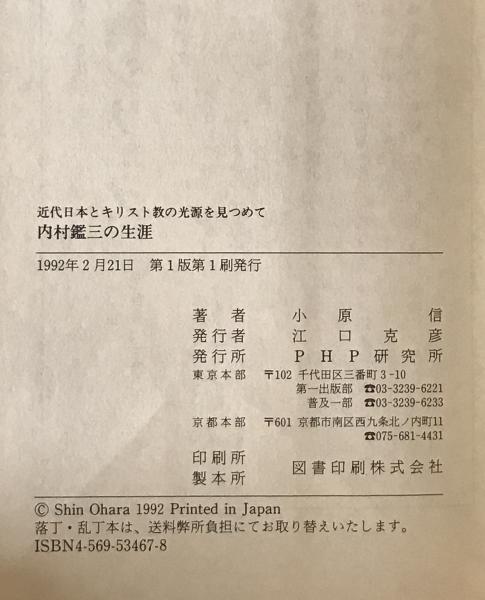 近代日本とキリスト教の光源を見つめて
内村鑑三の生涯
1992年2月21日 第1版第1刷発行
著者 小原信
発行者 江口克彦
発行所 PHP研究所
東京本部 〒102 千代田区三番町3-10
第一出版部 ☎03-3239-6221
普及一部 ☎03-3239-6233
京都本部 〒601 京都市南区西九条北ノ内町11
☎075-681-4431
印刷所
製本所 図書印刷株式会社
© Shin Ohara 1992 Printed in Japan
落丁・乱丁本は、送料弊所負担にてお取り替えいたします。
ISBN4-569-53467-8